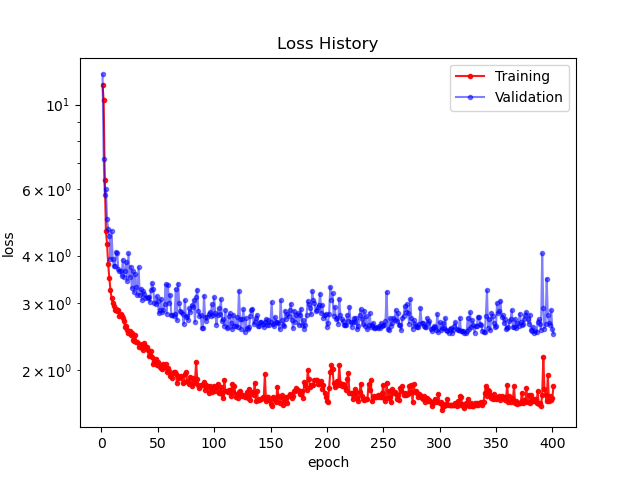 Loss History
Training
Validation
10¹
6 × 10⁰
4 × 10⁰
3 × 10⁰
2 × 10⁰
loss
0 50 100 150 200 250 300 350 400
epoch